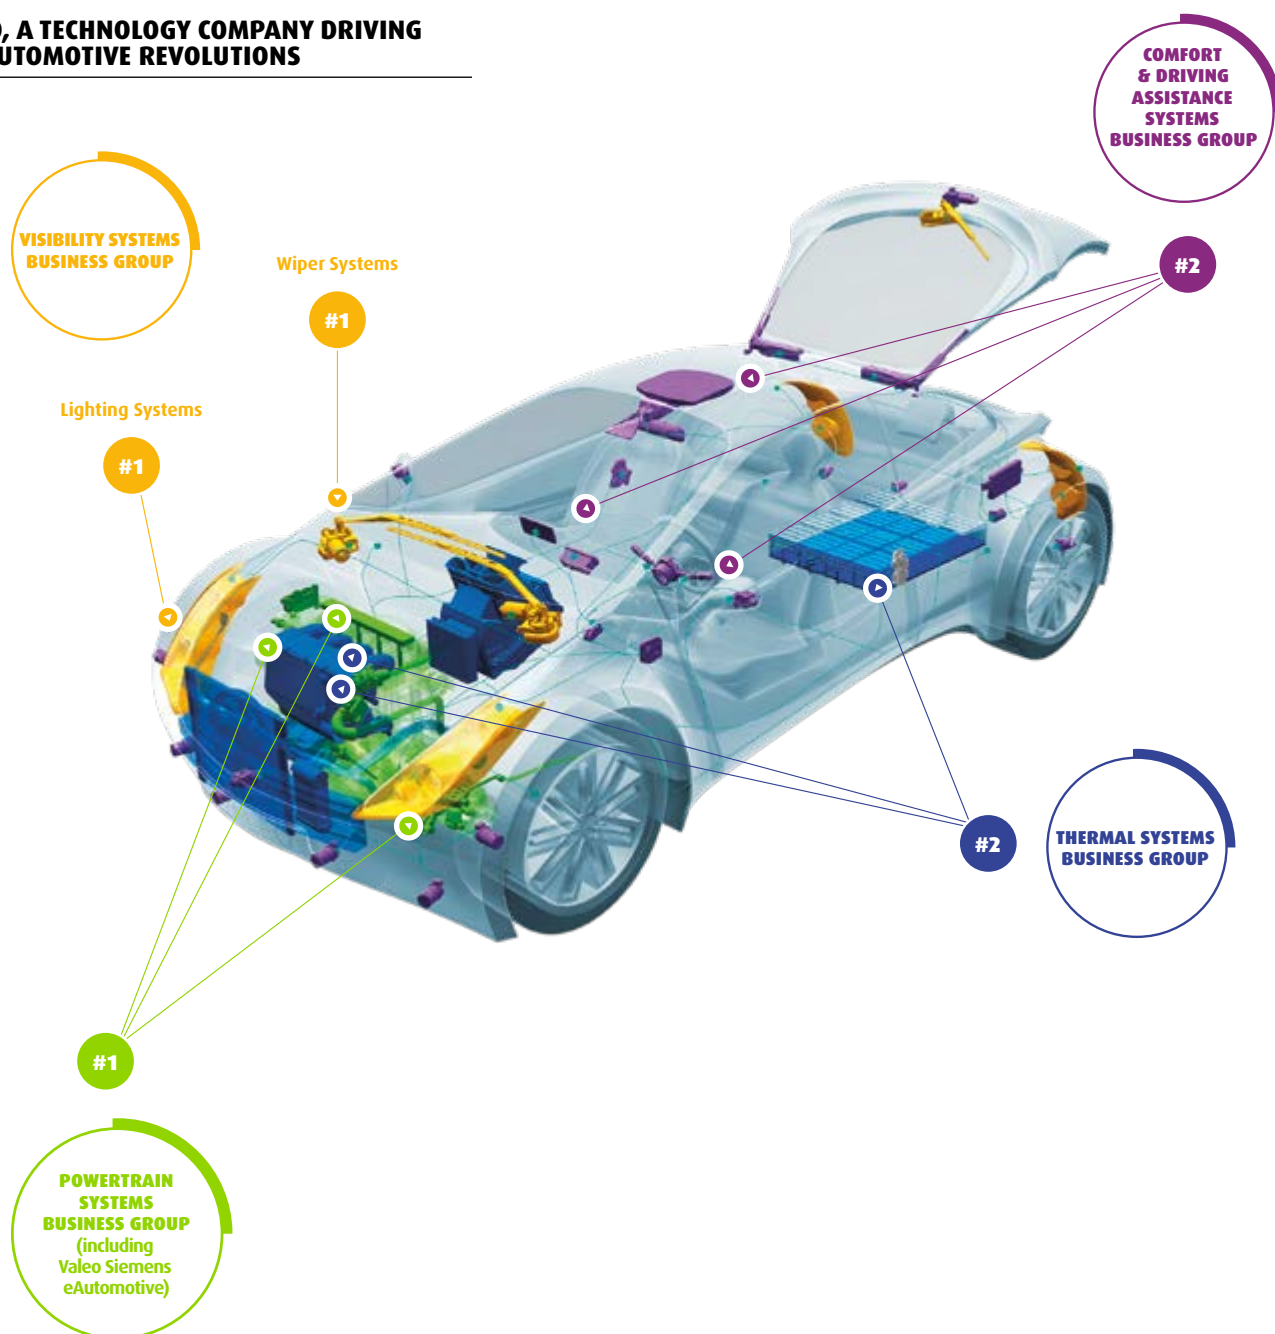 , A TECHNOLOGY COMPANY DRIVING
UTOMOTIVE REVOLUTIONS
COMFORT
& DRIVING
ASSISTANCE
SYSTEMS
BUSINESS GROUP
#2
VISIBILITY SYSTEMS
BUSINESS GROUP
Wiper Systems
#1
Lighting Systems
#1
#2
THERMAL SYSTEMS
BUSINESS GROUP
#1
POWERTRAIN
SYSTEMS
BUSINESS GROUP
(including
Valeo Siemens
eAutomotive)